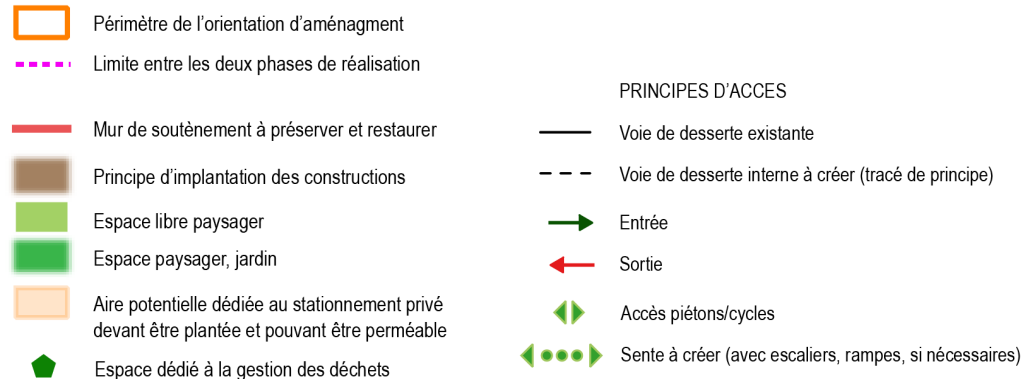 Périmètre de l'orientation d'aménagment
Limite entre les deux phases de réalisation
Mur de soutènement à préserver et restaurer
Principe d'implantation des constructions
Espace libre paysager
Espace paysager, jardin
Aire potentielle dédiée au stationnement privé
devant être plantée et pouvant être perméable
Espace dédié à la gestion des déchets
PRINCIPES D'ACCES
Voie de desserte existante
Voie de desserte interne à créer (tracé de principe)
Entrée
Sortie
Accès piétons/cycles
Sente à créer (avec escaliers, rampes, si nécessaires)